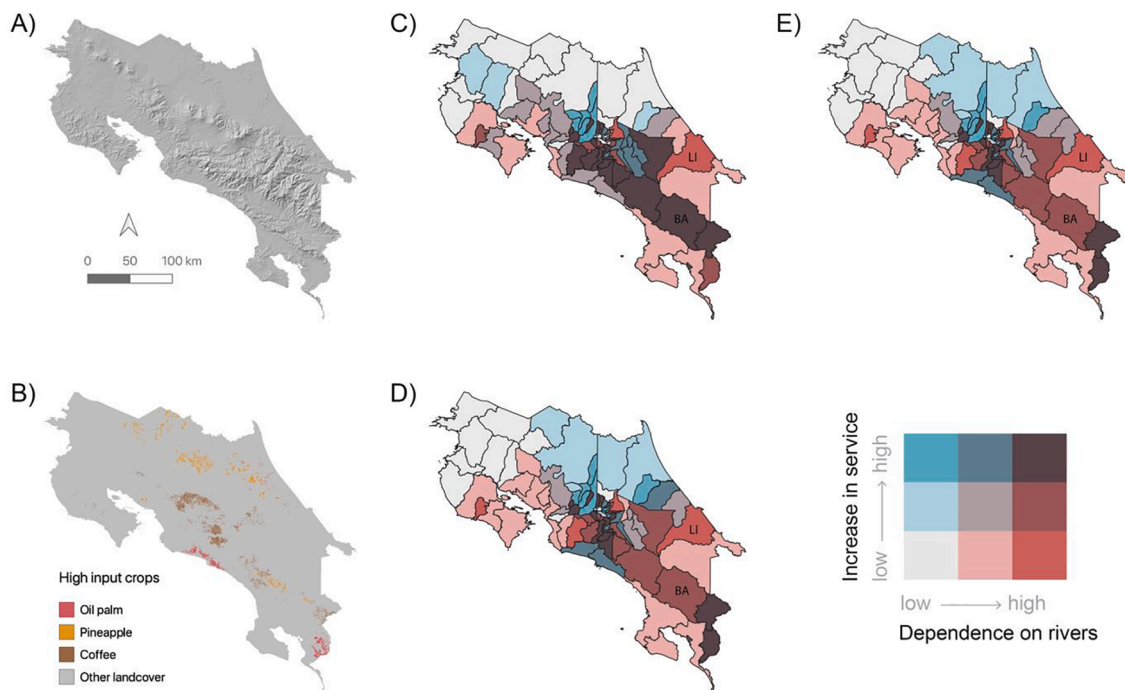 A)
C)
E)
LI
LI
BA
BA
0 50 100 km
B)
D)
LI
BA
High input crops
Oil palm
Pineapple
Coffee
Other landcover
Increase in service
low high
low high
Dependence on rivers